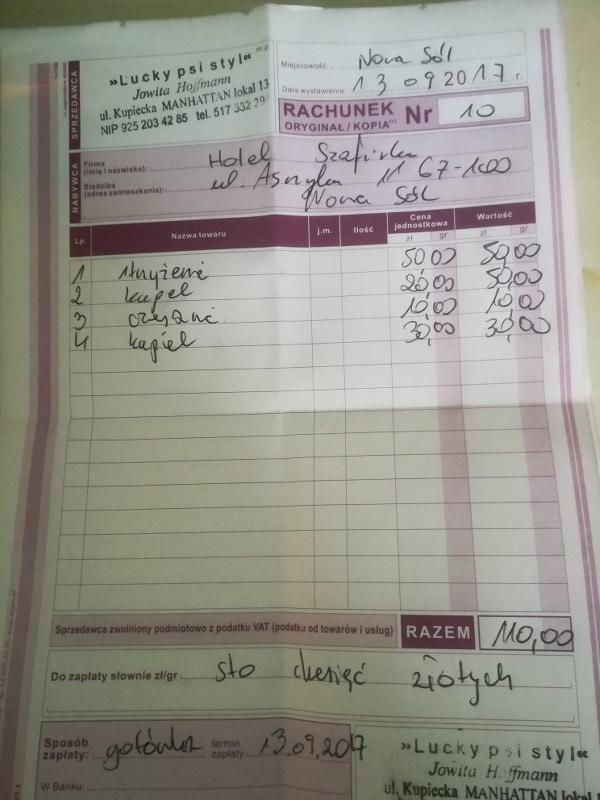 »Lucky psi styl«
m.p.
Jowita Hoffmann
ul. Kupiecka MANHATTAN lokal 13
NIP 925 203 42 85 tel. 517 332 29
SPRZEDAWCA
Miejscowość: Nowa Sól
Data wystawienia: 13 09 2017 r.
RACHUNEK Nr 10
ORYGINAŁ / KOPIA
NABYWCA
Firma (imię i nazwisko): Hotel
Siedziba (adres zamieszkania): ul. Asnyka 11 67-100
Nowa Sól
Lp. Nazwa towaru j.m. Ilość Cena jednostkowa Wartość
zł gr zł gr
1 strzyżenie 50,00 50,00
2 kąpiel 20,00
3 czesanie 10,00 10,00
4 kąpiel 30,00 30,00
Sprzedawca zwolniony podmiotowo z podatku VAT (podatku od towarów i usług) RAZEM 110,00
Do zapłaty słownie zł/gr sto dziesięć złotych
Sposób zapłaty: gotówka termin zapłaty 13.09.2017
W Banku:
»Lucky psi styl«
Jowita H ffmann
ul. Kupiecka MANHATTAN